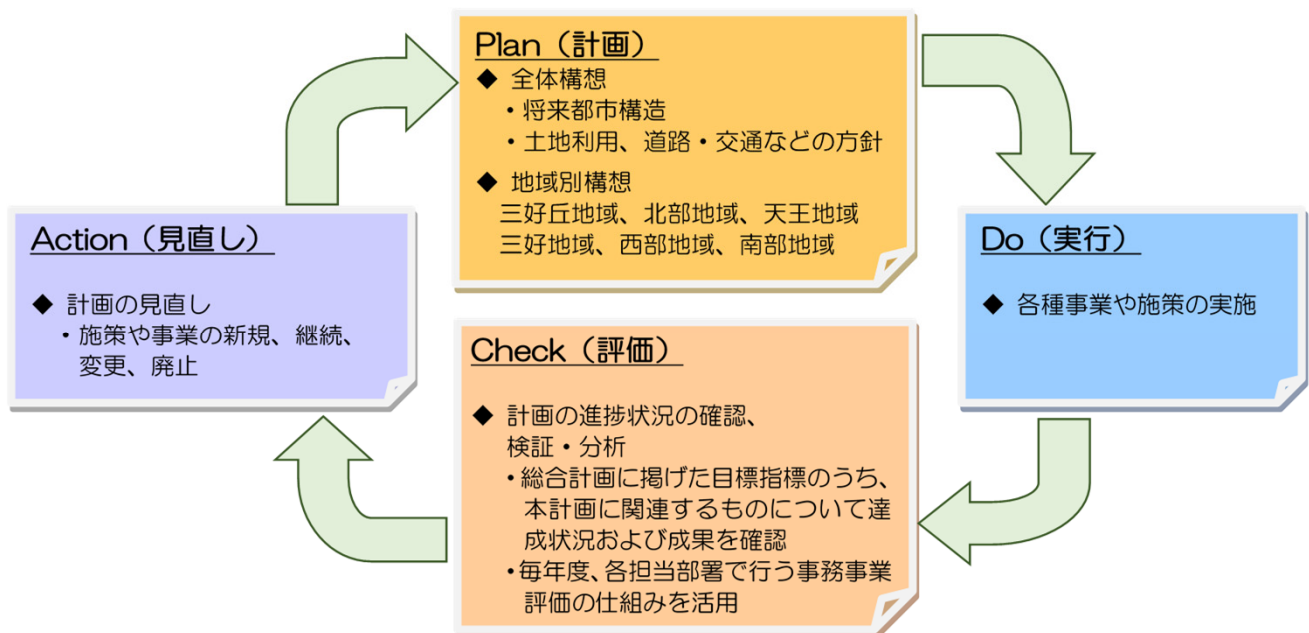 Plan（計画）
◆ 全体構想
・将来都市構造
・土地利用、道路・交通などの方針
◆ 地域別構想
三好丘地域、北部地域、天王地域
三好地域、西部地域、南部地域
Do（実行）
◆ 各種事業や施策の実施
Check（評価）
◆ 計画の進捗状況の確認、
検証・分析
・総合計画に掲げた目標指標のうち、
本計画に関連するものについて達
成状況および成果を確認
・毎年度、各担当部署で行う事務事業
評価の仕組みを活用
Action（見直し）
◆ 計画の見直し
・施策や事業の新規、継続、
変更、廃止